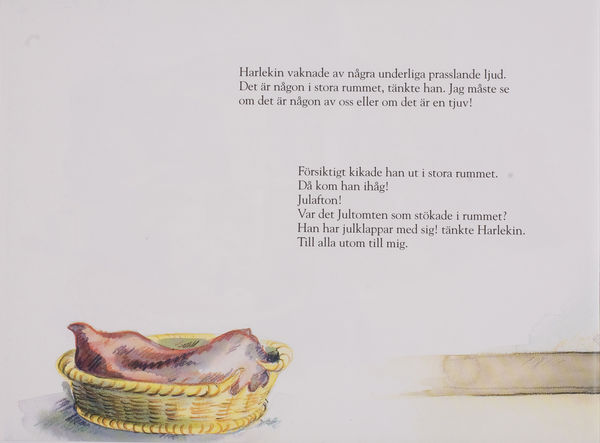 Harlekin vaknade av några underliga prasslande ljud.
Det är någon i stora rummet, tänkte han. Jag måste se
om det är någon av oss eller om det är en tjuv!
Försiktigt kikade han ut i stora rummet.
Då kom han ihåg!
Julafton!
Var det Jultomten som stökade i rummet?
Han har julklappar med sig! tänkte Harlekin.
Till alla utom till mig.